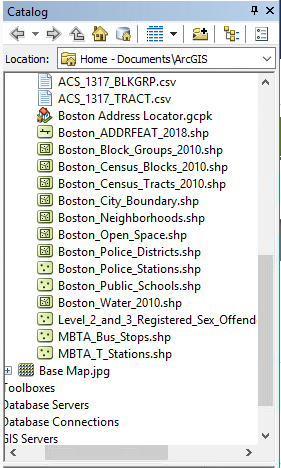 Catalog
Location: Home - Documents\ArcGIS
ACS_1317_BLKGRP.csv
ACS_1317_TRACT.csv
Boston Address Locator.gcpk
Boston_ADDRFEAT_2018.shp
Boston_Block_Groups_2010.shp
Boston_Census_Blocks_2010.shp
Boston_Census_Tracts_2010.shp
Boston_City_Boundary.shp
Boston_Neighborhoods.shp
Boston_Open_Space.shp
Boston_Police_Districts.shp
Boston_Police_Stations.shp
Boston_Public_Schools.shp
Boston_Water_2010.shp
Level_2_and_3_Registered_Sex_Offend
MBTA_Bus_Stops.shp
MBTA_T_Stations.shp
Base Map.jpg
Toolboxes
Database Servers
Database Connections
GIS Servers